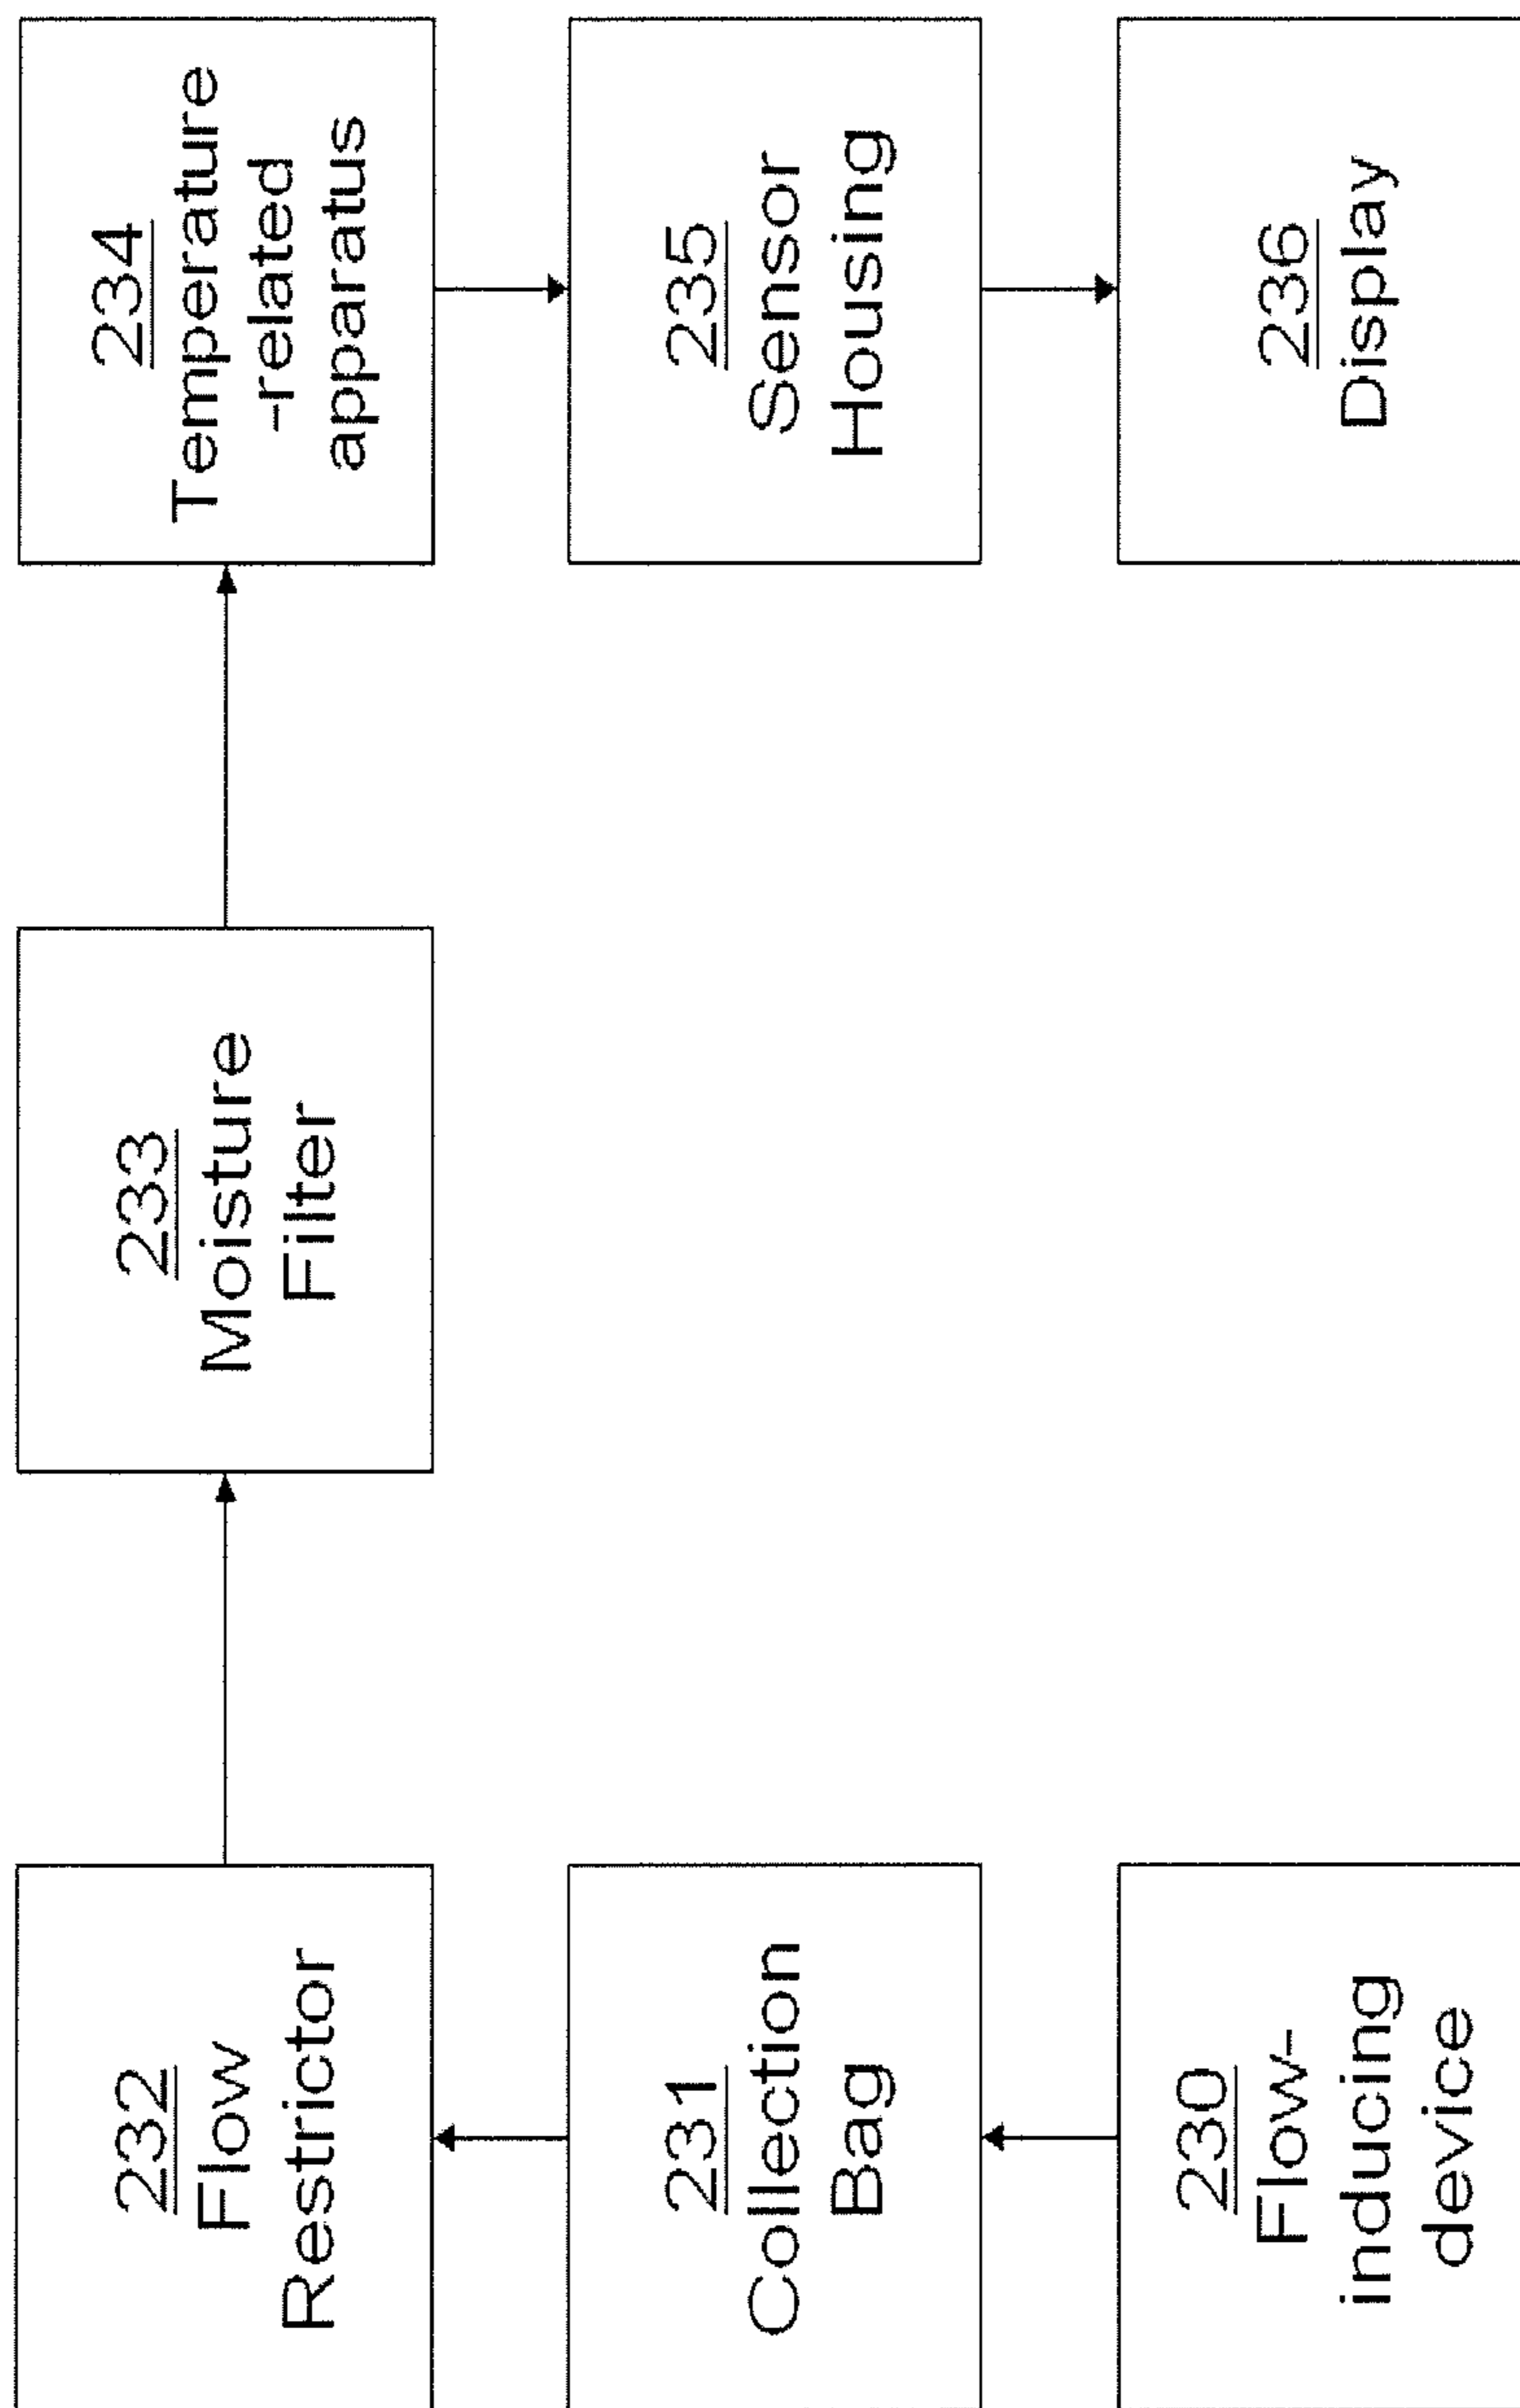 232
Flow
Restrictor
233
Moisture
Filter
234
Temperature
-related
apparatus
231
Collection
Bag
235
Sensor
Housing
230
Flow-
inducing
device
236
Display